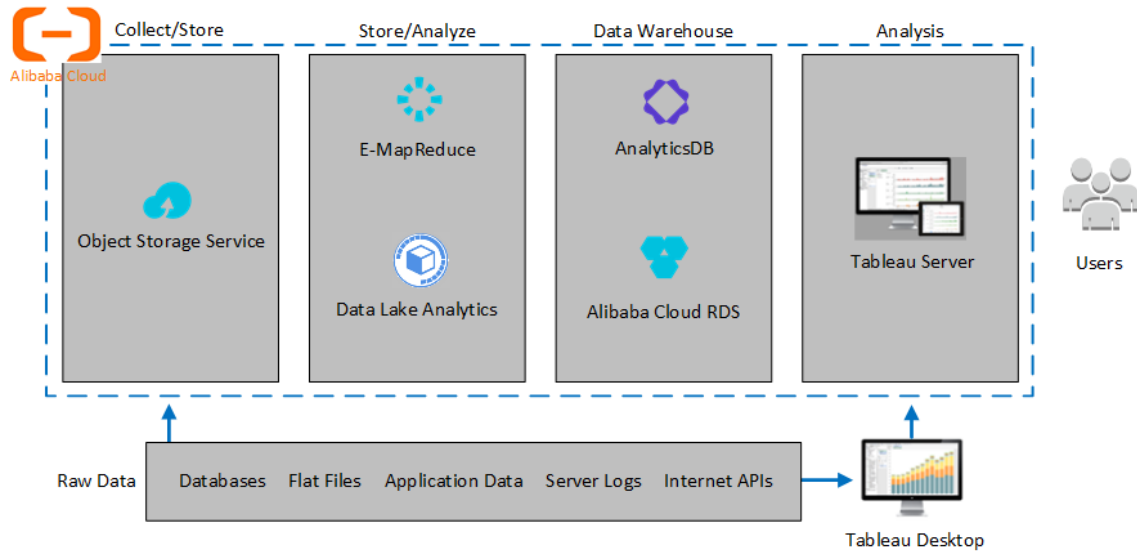 Collect/Store
Store/Analyze
Data Warehouse
Analysis
Alibaba Cloud
E-MapReduce
AnalyticsDB
Object Storage Service
Tableau Server
Users
Data Lake Analytics
Alibaba Cloud RDS
Raw Data
Databases
Flat Files
Application Data
Server Logs
Internet APIs
Tableau Desktop